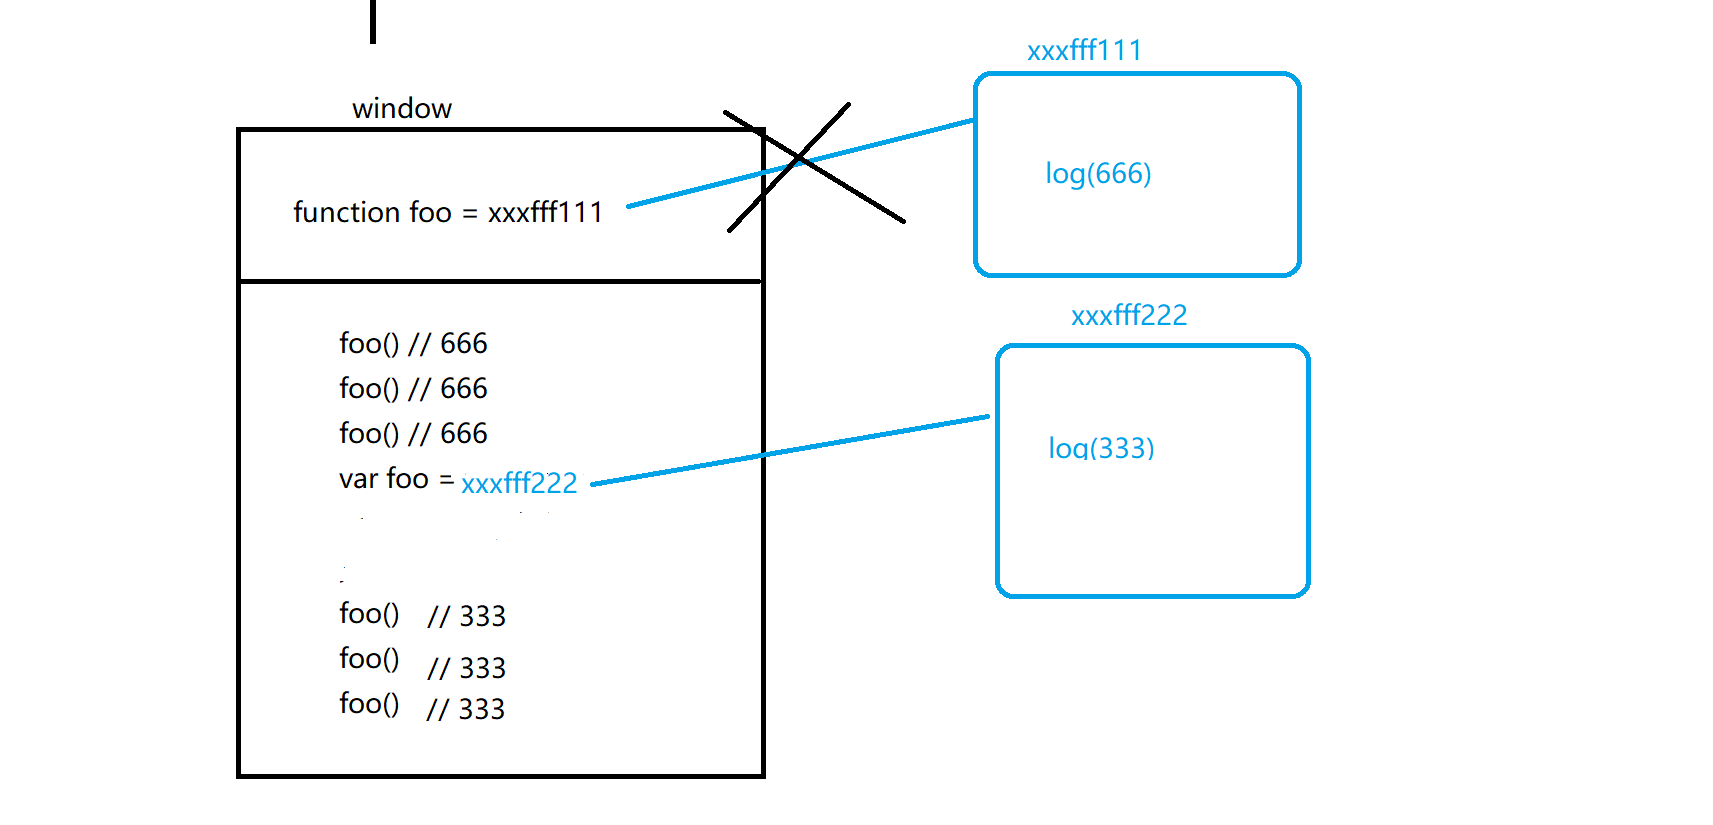 window
function foo = xxxfff111
foo() // 666
foo() // 666
foo() // 666
var foo = xxxfff222
foo() // 333
foo() // 333
foo() // 333
xxxfff111
log(666)
xxxfff222
log(333)